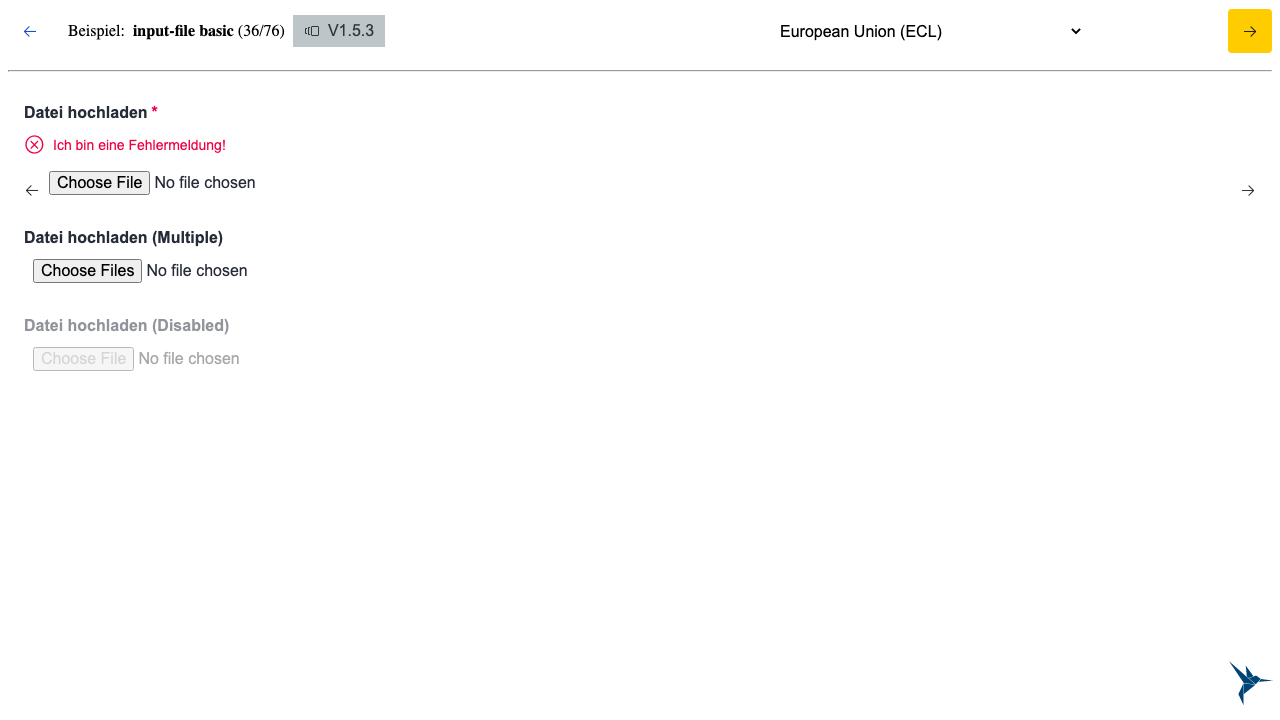 Beispiel: input-file basic (36/76) V1.5.3 European Union (ECL)
Datei hochladen *
Ich bin eine Fehlermeldung!
Choose File No file chosen
Datei hochladen (Multiple)
Choose Files No file chosen
Datei hochladen (Disabled)
Choose File No file chosen